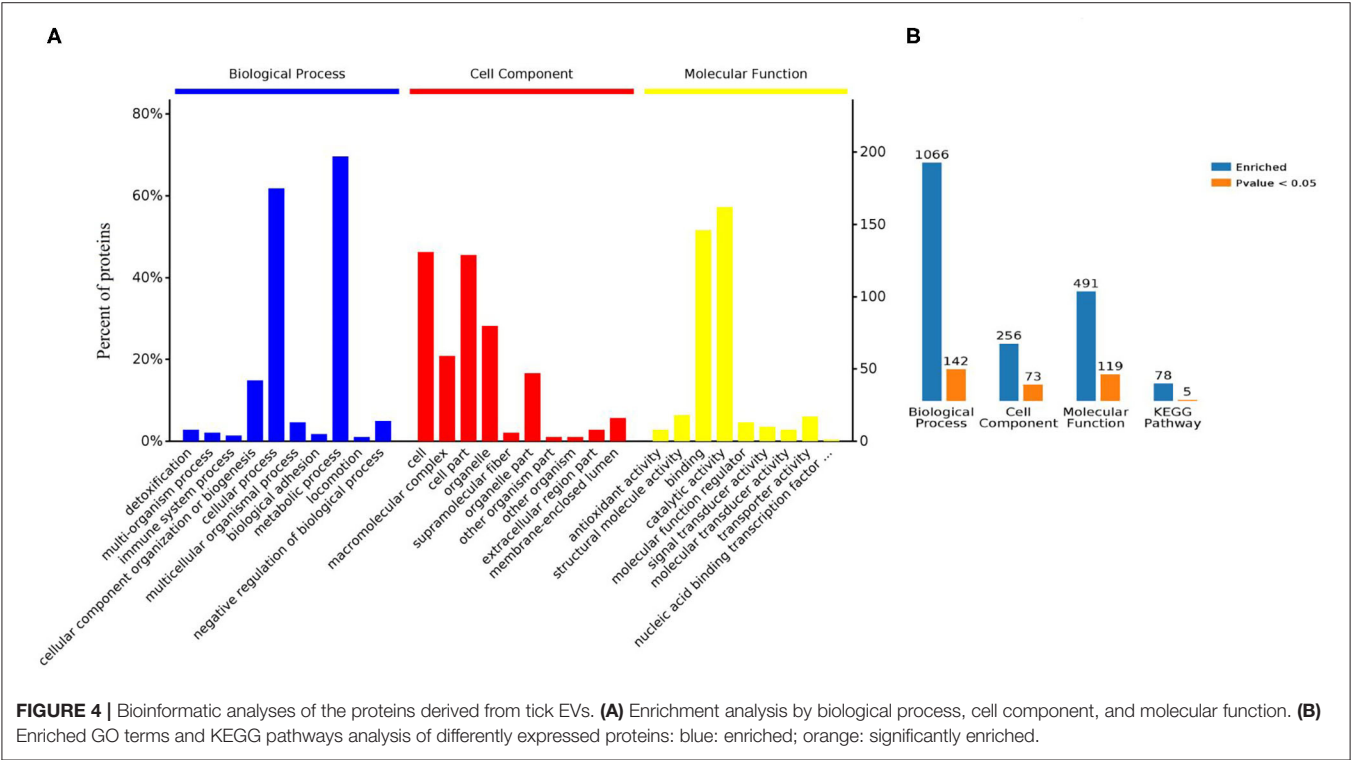 A
B
Biological Process
Cell Component
Molecular Function
80%
60%
40%
20%
0%
Percent of proteins
200
150
100
50
0
detoxification
multi-organism process
immune system process
cellular component organization or biogenesis
cellular process
multicellular organismal process
biological adhesion
metabolic process
locomotion
negative regulation of biological process
cell
macromolecular complex
cell part
organelle
supramolecular fiber
organelle part
other organism part
other organism
extracellular region part
membrane-enclosed lumen
antioxidant activity
structural molecule activity
binding
catalytic activity
molecular function regulator
signal transducer activity
molecular transducer activity
transporter activity
nucleic acid binding transcription factor ...
1066
142
256
73
491
119
78
5
Biological
Process
Cell
Component
Molecular
Function
KEGG
Pathway
Enriched
Pvalue < 0.05
FIGURE 4 | Bioinformatic analyses of the proteins derived from tick EVs. (A) Enrichment analysis by biological process, cell component, and molecular function. (B)
Enriched GO terms and KEGG pathways analysis of differently expressed proteins: blue: enriched; orange: significantly enriched.